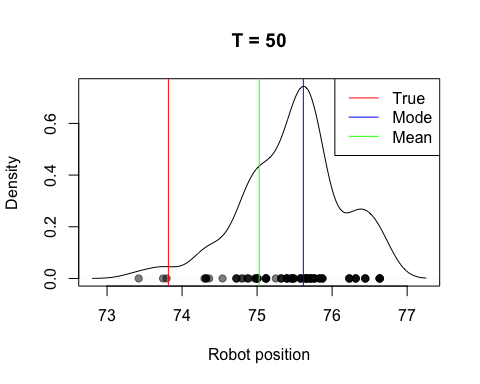 T = 50
True
Mode
Mean
Density
0.0 0.2 0.4 0.6
73 74 75 76 77
Robot position